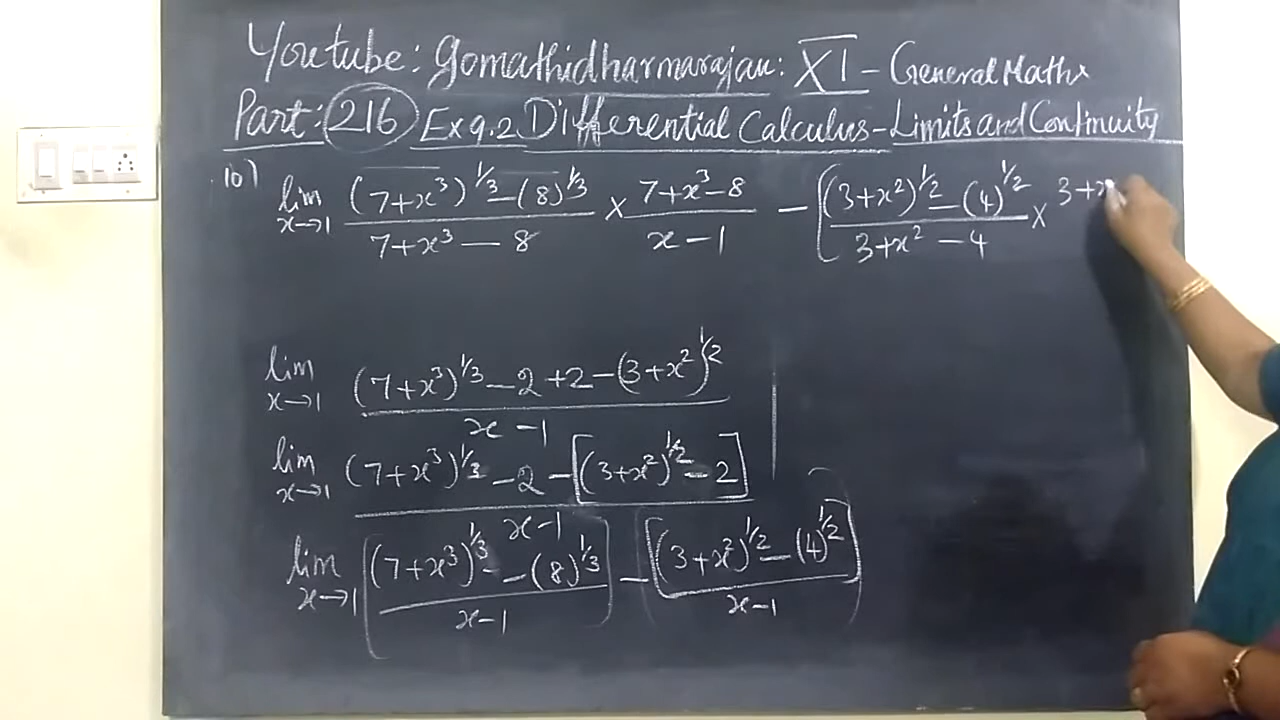 Youtube: Gomathidharmarajan: XI - General Maths
Part: 216 Ex 9.2 Differential Calculus - Limits and Continuity
10) lim x→1 (7+x³)^1/3 - (8)^1/3 / 7+x³ - 8 × 7+x³-8 / x-1 - [(3+x²)^1/2 - (4)^1/2 / 3+x² - 4 × 3+x
lim x→1 (7+x³)^1/3 - 2 + 2 - (3+x²)^1/2 / x-1
lim x→1 (7+x³)^1/3 - 2 - [(3+x²)^1/2 - 2] / x-1
lim x→1 [(7+x³)^1/3 - (8)^1/3 / x-1] - [(3+x²)^1/2 - (4)^1/2 / x-1]